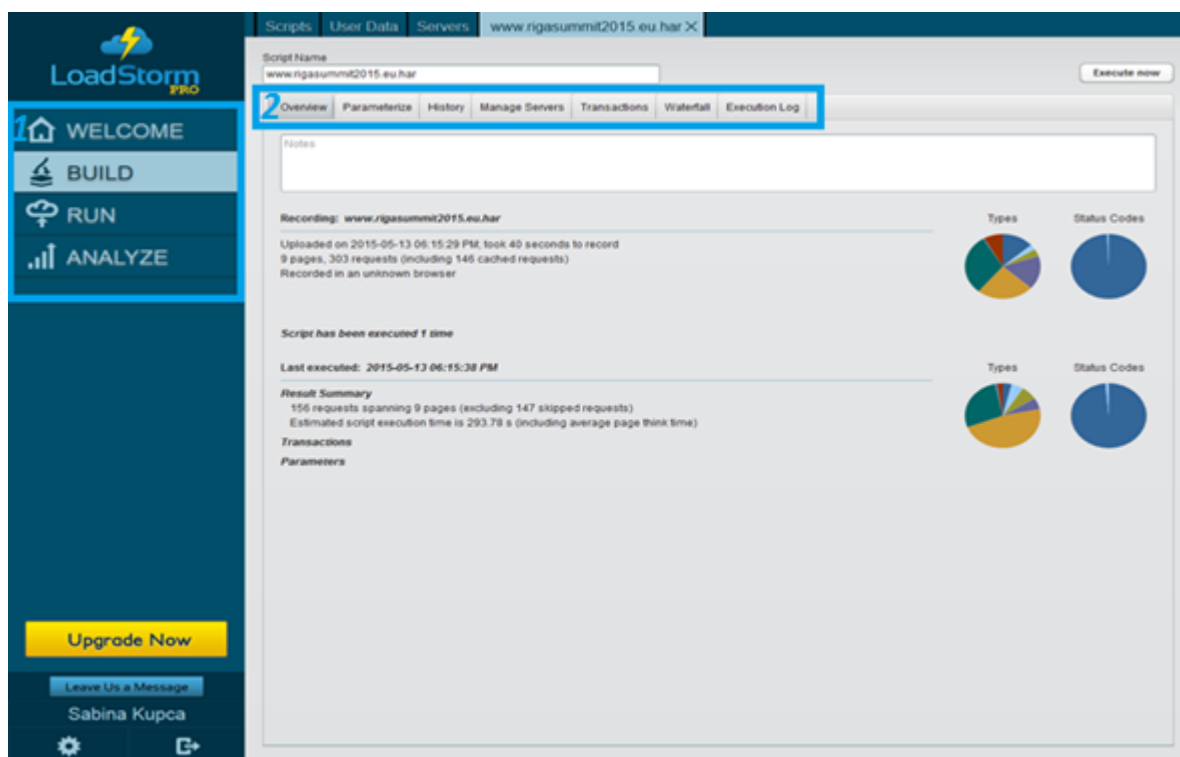 LoadStorm
PRO
1 WELCOME
BUILD
RUN
ANALYZE
Upgrade Now
Leave Us a Message
Sabina Kupca
Scripts User Data Servers www.rigasummit2015.eu.har X
Script Name
www.rigasummit2015.eu.har
Execute now
2 Overview Parameterize History Manage Servers Transactions Waterfall Execution Log
Notes
Recording: www.rigasummit2015.eu.har
Types Status Codes
Uploaded on 2015-05-13 06:15:29 PM, took 40 seconds to record
9 pages, 303 requests (including 146 cached requests)
Recorded in an unknown browser
Script has been executed 1 time
Last executed: 2015-05-13 06:15:38 PM
Types Status Codes
Result Summary
156 requests spanning 9 pages (excluding 147 skipped requests)
Estimated script execution time is 293.78 s (including average page think time)
Transactions
Parameters